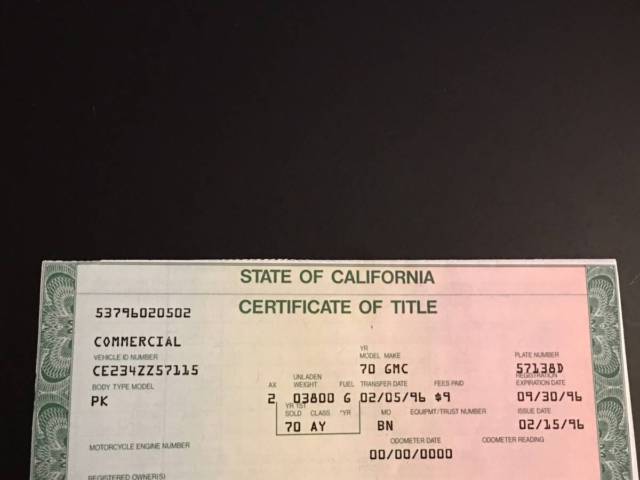 STATE OF CALIFORNIA
53796020502 CERTIFICATE OF TITLE
COMMERCIAL
VEHICLE ID NUMBER YR MODEL MAKE PLATE NUMBER
CE234ZZ57115 70 GMC 57138D
BODY TYPE MODEL AX UNLADEN WEIGHT FUEL TRANSFER DATE FEES PAID REGISTRATION EXPIRATION DATE
PK 2 03800 G 02/05/96 $9 09/30/96
YR 1ST SOLD CLASS *YR MO EQUIPMT/TRUST NUMBER ISSUE DATE
70 AY BN 02/15/96
MOTORCYCLE ENGINE NUMBER ODOMETER DATE ODOMETER READING
00/00/0000
REGISTERED OWNER(S)